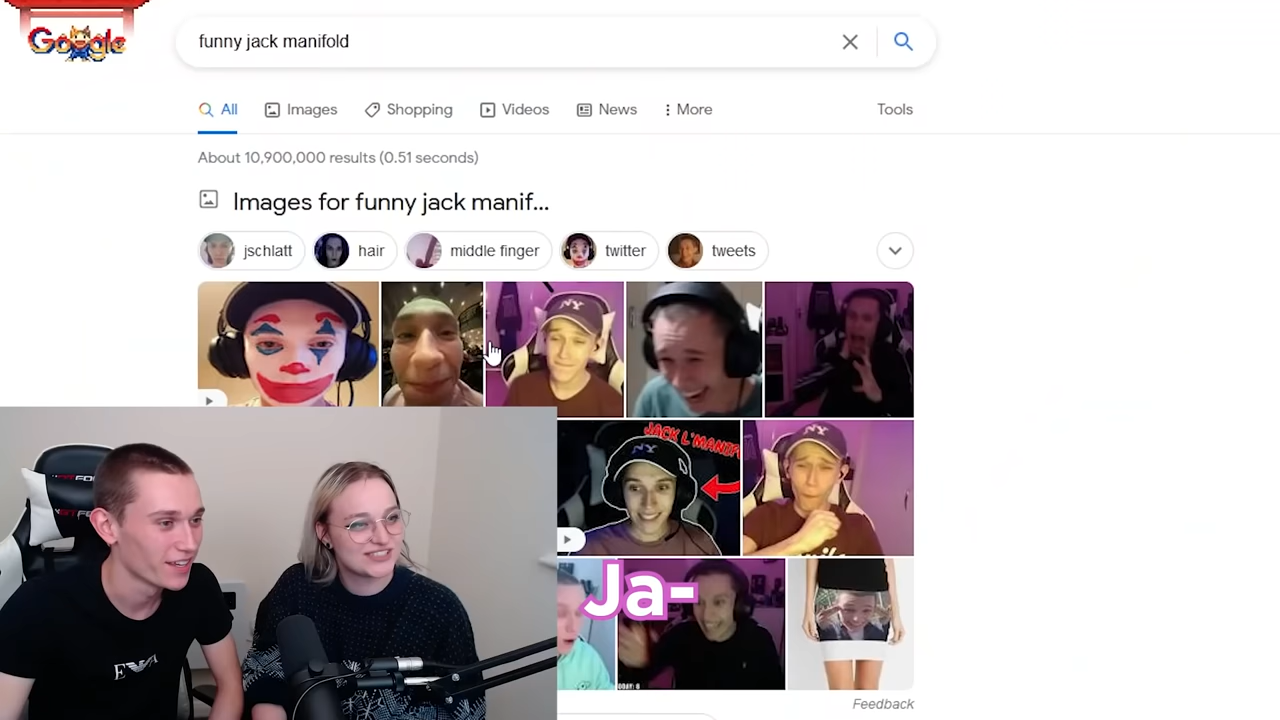 Google
funny jack manifold
All
Images
Shopping
Videos
News
More
Tools
About 10,900,000 results (0.51 seconds)
Images for funny jack manif...
jschlatt
hair
middle finger
twitter
tweets
NY
JACK L'MANIF
NY
NY
Ja-
Feedback